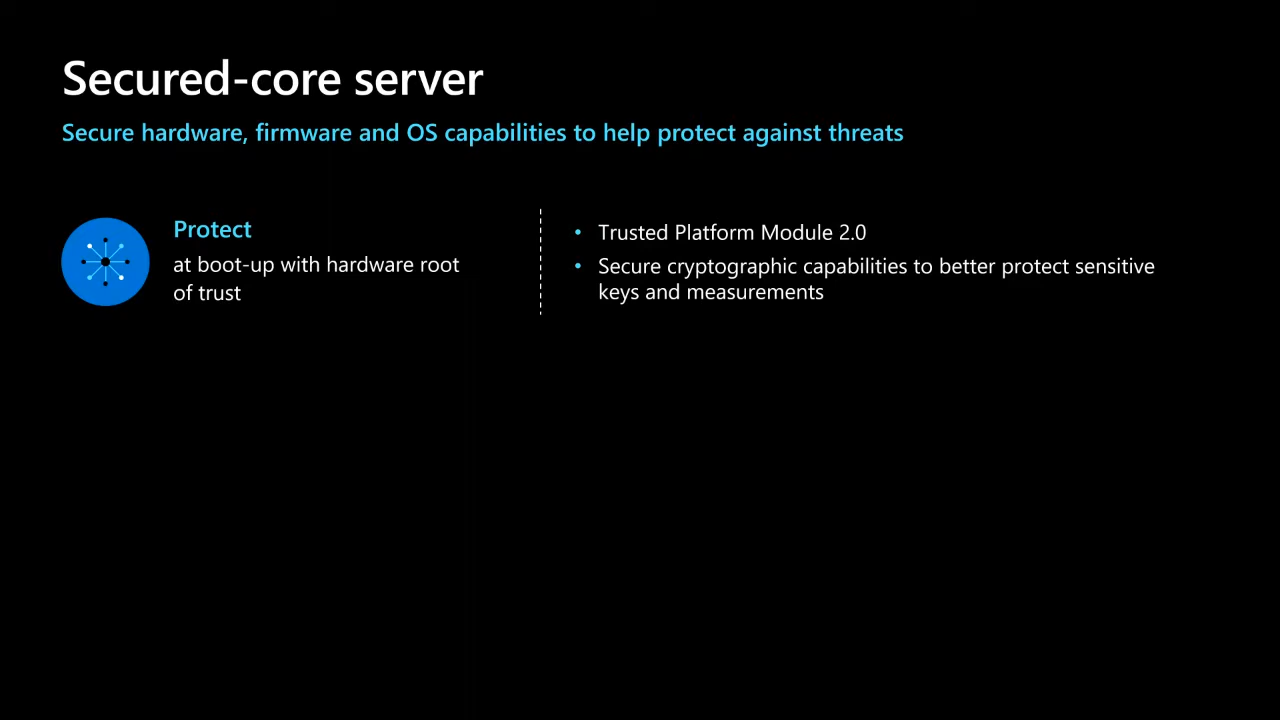 Secured-core server
Secure hardware, firmware and OS capabilities to help protect against threats
Protect
at boot-up with hardware root
of trust
• Trusted Platform Module 2.0
• Secure cryptographic capabilities to better protect sensitive
keys and measurements